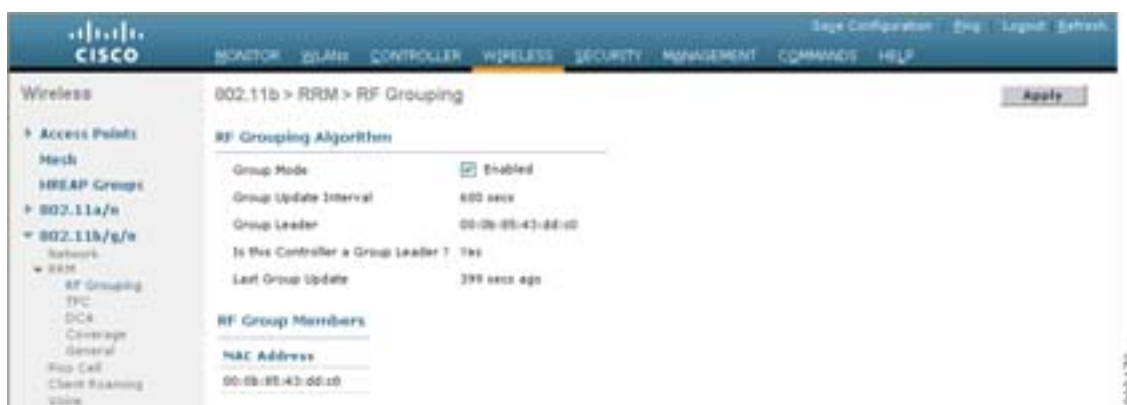 CISCO
Save Configuration Ping Logout Refresh
MONITOR WLANs CONTROLLER WIRELESS SECURITY MANAGEMENT COMMANDS HELP
Wireless
Access Points
Mesh
HREAP Groups
802.11a/n
802.11b/g/n
Network
RRM
RF Grouping
TPC
DCA
Coverage
General
Pico Cell
Client Roaming
Voice
802.11b > RRM > RF Grouping
Apply
RF Grouping Algorithm
Group Mode Enabled
Group Update Interval 600 secs
Group Leader 00:0b:85:43:dd:c0
Is this Controller a Group Leader ? Yes
Last Group Update 399 secs ago
RF Group Members
MAC Address
00:0b:85:43:dd:c0